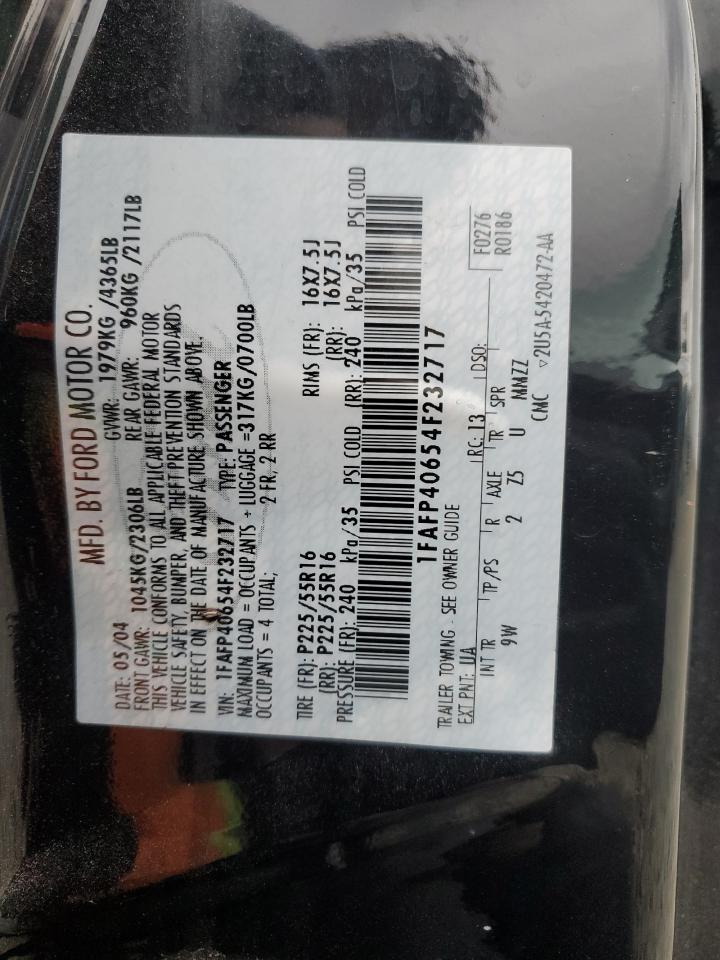 MFD. BY FORD MOTOR CO.
DATE: 05/04 GVWR: 1979KG /4365LB
FRONT GAWR: 1045KG/2306LB REAR GAWR: 960KG /2117LB
THIS VEHICLE CONFORMS TO ALL APPLICABLE FEDERAL MOTOR
VEHICLE SAFETY, BUMPER, AND THEFT PREVENTION STANDARDS
IN EFFECT ON THE DATE OF MANUFACTURE SHOWN ABOVE.
VIN: 1FAFP40654F232717 TYPE: PASSENGER
MAXIMUM LOAD = OCCUPANTS + LUGGAGE =317KG/0700LB
OCCUPANTS = 4 TOTAL; 2 FR, 2 RR
TIRE (FR): P225/55R16 RIMS (FR): 16X7.5J
(RR): P225/55R16 (RR): 16X7.5J
PRESSURE (FR): 240 kPa/35 PSI COLD (RR): 240 kPa/35 PSI COLD
1FAFP40654F232717
TRAILER TOWING - SEE OWNER GUIDE
EXT PNT: UA RC: 13 DSO: F0276
INT TR TP/PS R AXLE TR SPR R0186
9W 2 Z5 U MMZZ
CMC ▽2U5A-5420472-AA